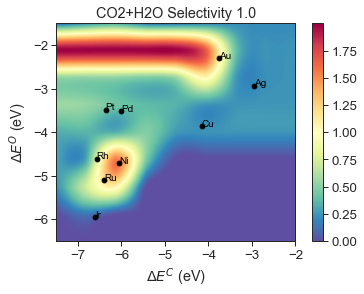 CO2+H2O Selectivity 1.0
ΔE^O (eV)
−2
−3
−4
−5
−6
Au
Ag
Pt
Pd
Cu
Rh
Ni
Ru
Ir
−7
−6
−5
−4
−3
−2
ΔE^C (eV)
1.75
1.50
1.25
1.00
0.75
0.50
0.25
0.00